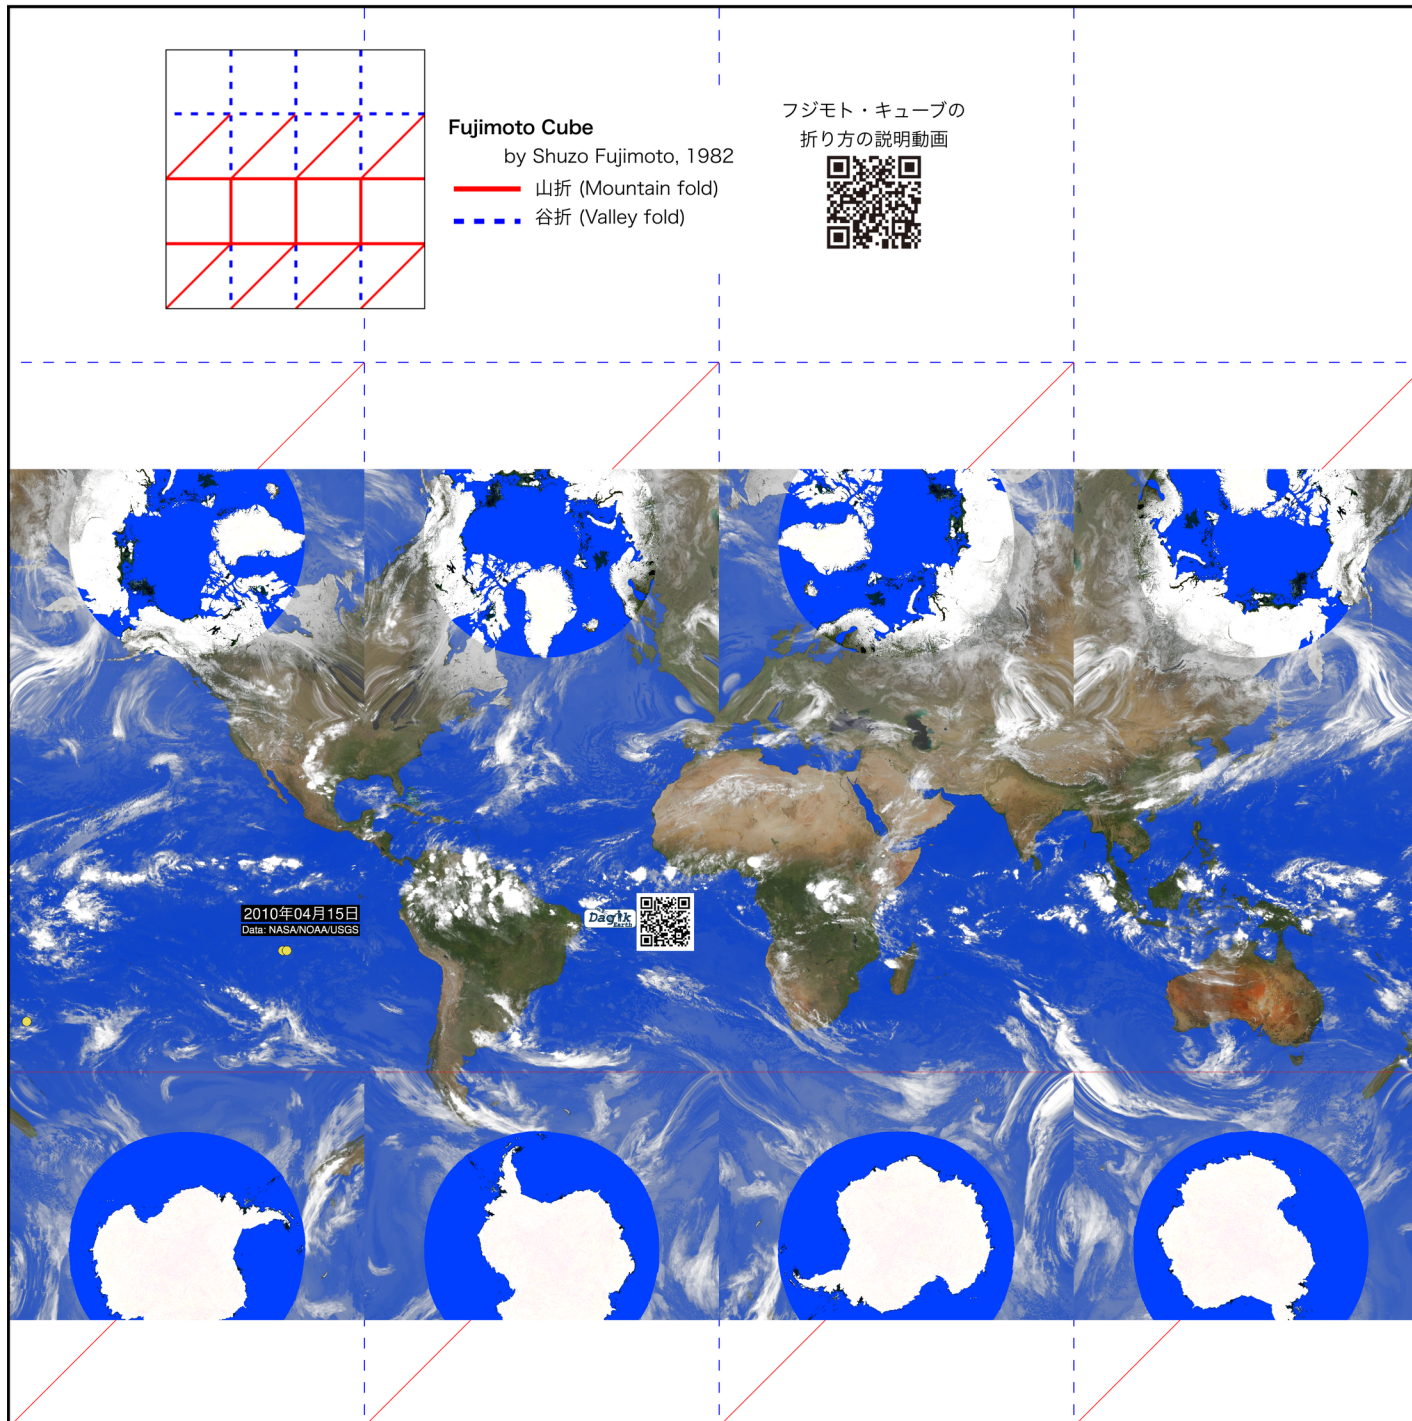 Fujimoto Cube
by Shuzo Fujimoto, 1982
山折 (Mountain fold)
谷折 (Valley fold)
フジモト・キューブの
折り方の説明動画
2010年04月15日
Data: NASA/NOAA/USGS
Dagik
Earth